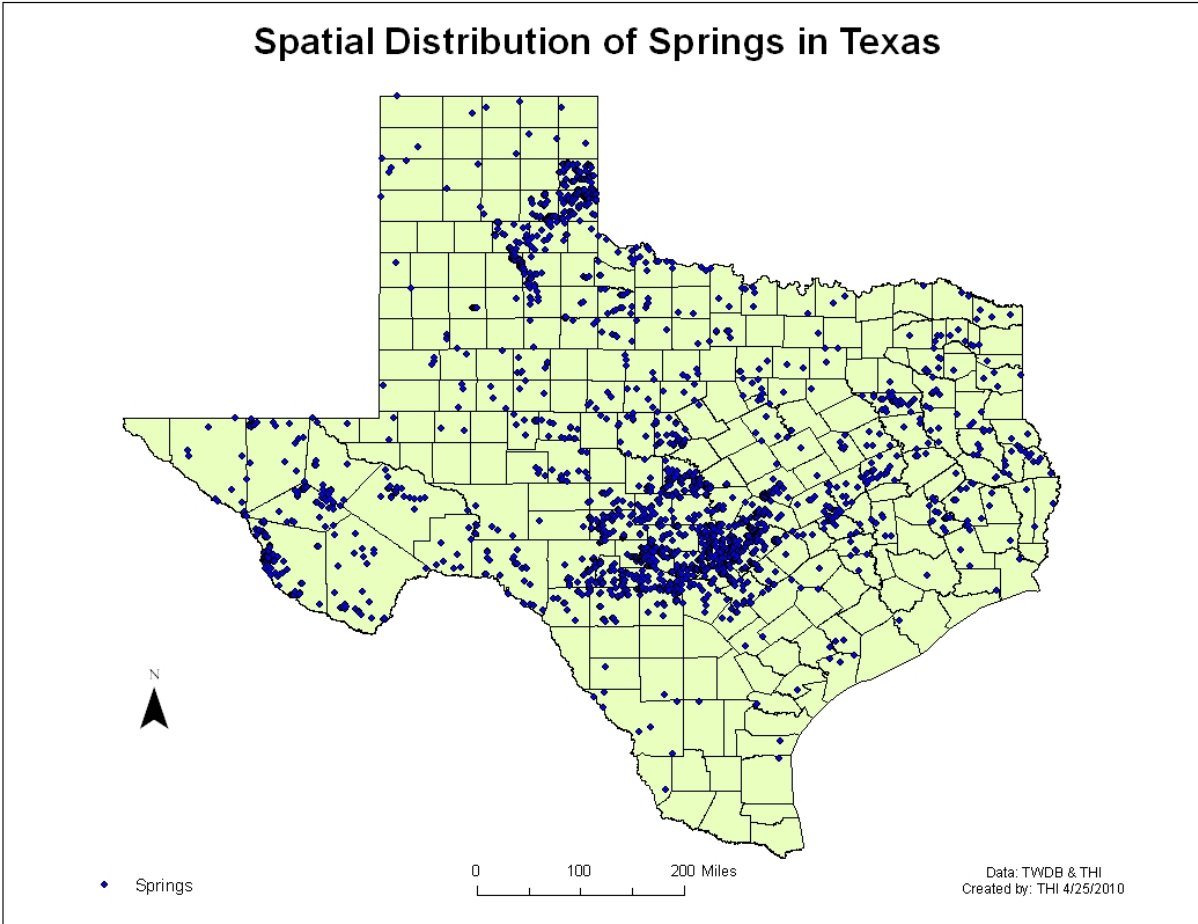 Spatial Distribution of Springs in Texas
N
Springs
0 100 200 Miles
Data: TWDB & THI
Created by: THI 4/25/2010